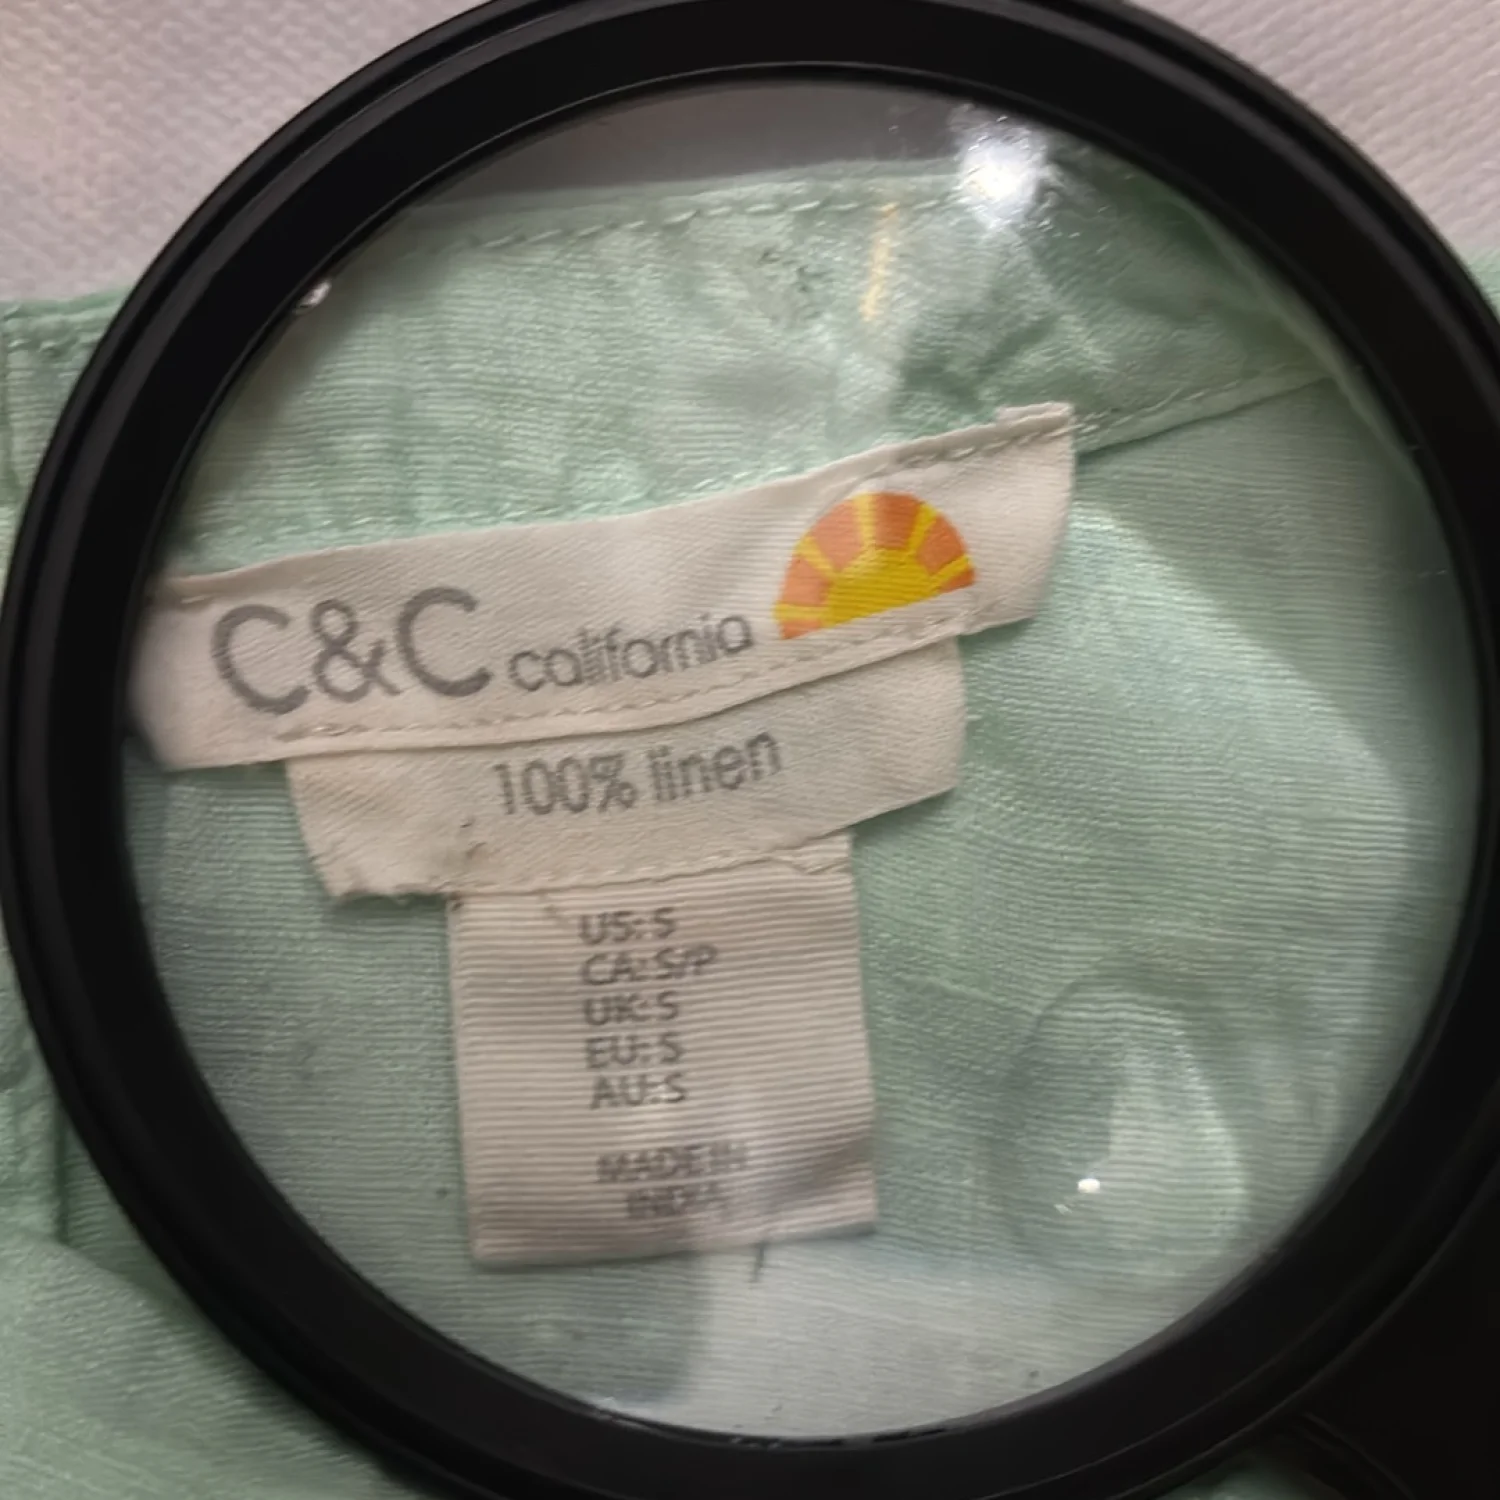 C&C california
100% linen
US: S
CA: S/P
UK: S
EU: S
AU: S
MADE IN
INDIA